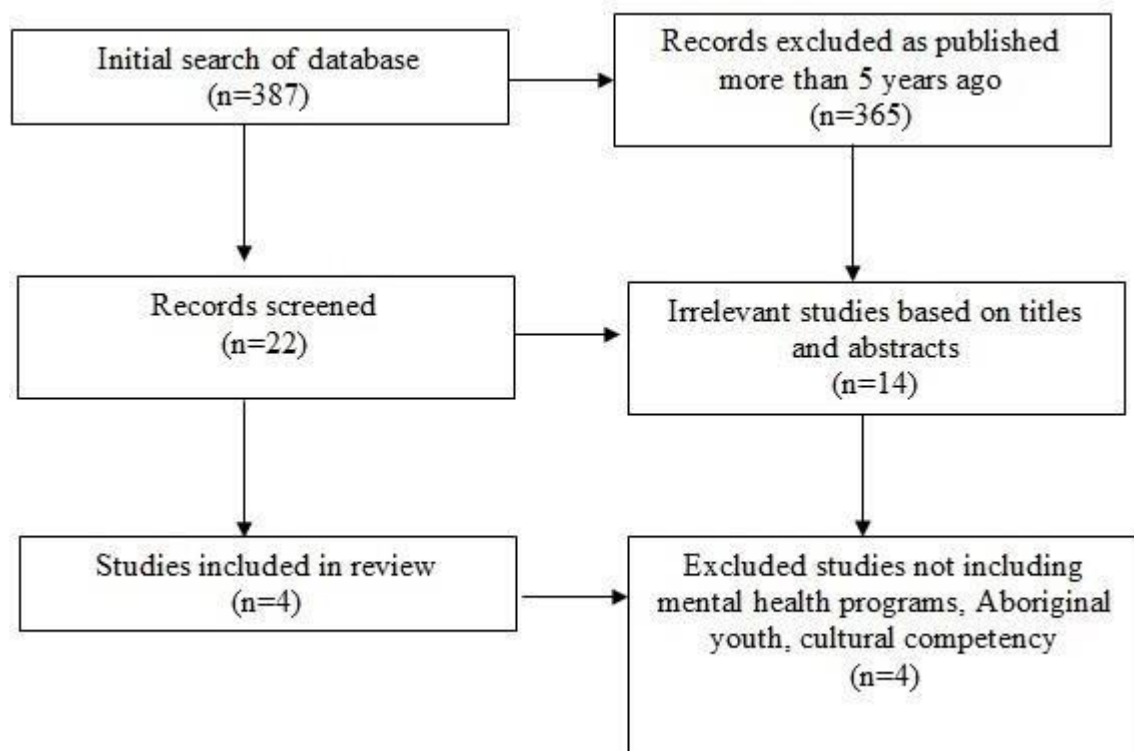 Initial search of database
(n=387)
Records excluded as published
more than 5 years ago
(n=365)
Records screened
(n=22)
Irrelevant studies based on titles
and abstracts
(n=14)
Studies included in review
(n=4)
Excluded studies not including
mental health programs, Aboriginal
youth, cultural competency
(n=4)